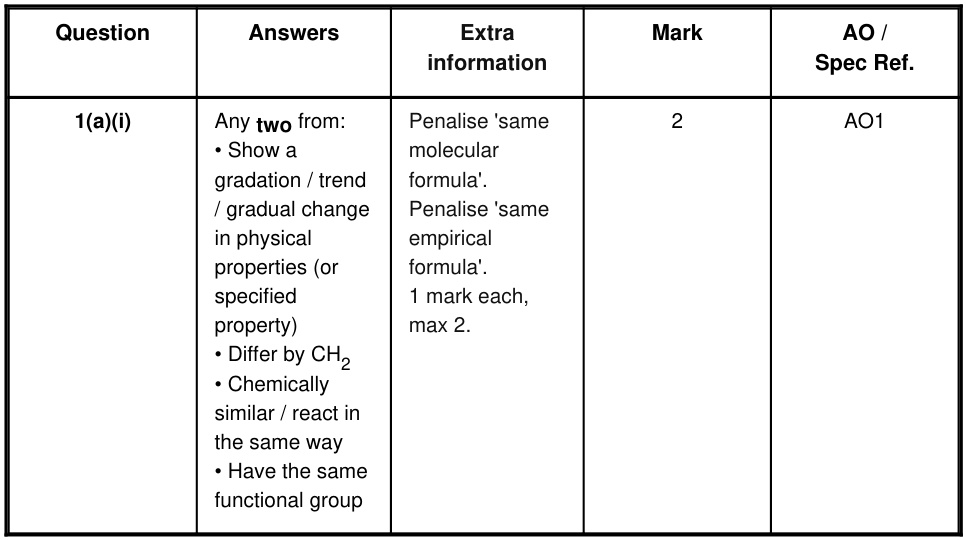 Question
Answers
Extra
information
Mark
AO /
Spec Ref.
1(a)(i)
Any two from:
• Show a
gradation / trend
/ gradual change
in physical
properties (or
specified
property)
• Differ by CH2
• Chemically
similar / react in
the same way
• Have the same
functional group
Penalise 'same
molecular
formula'.
Penalise 'same
empirical
formula'.
1 mark each,
max 2.
2
AO1